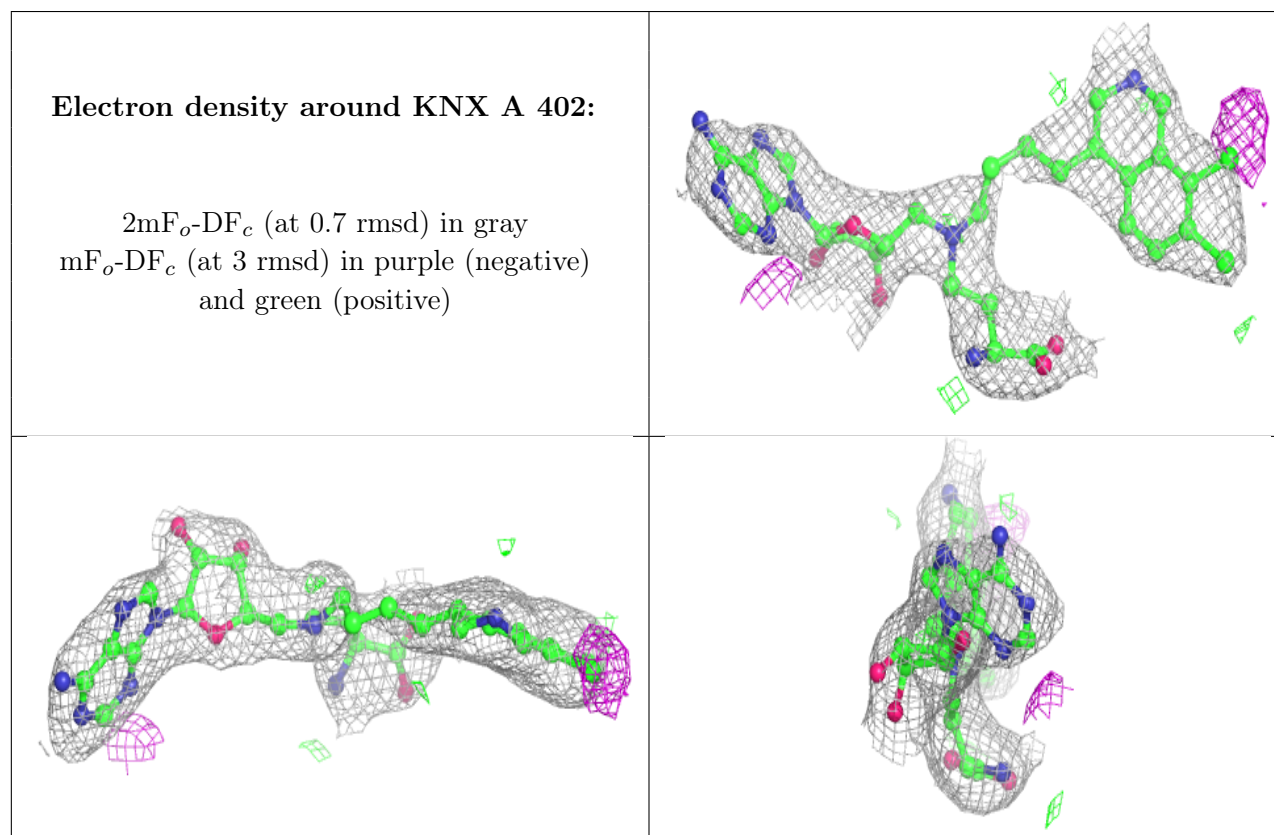 Electron density around KNX A 402:
2mFo-DFc (at 0.7 rmsd) in gray
mFo-DFc (at 3 rmsd) in purple (negative)
and green (positive)